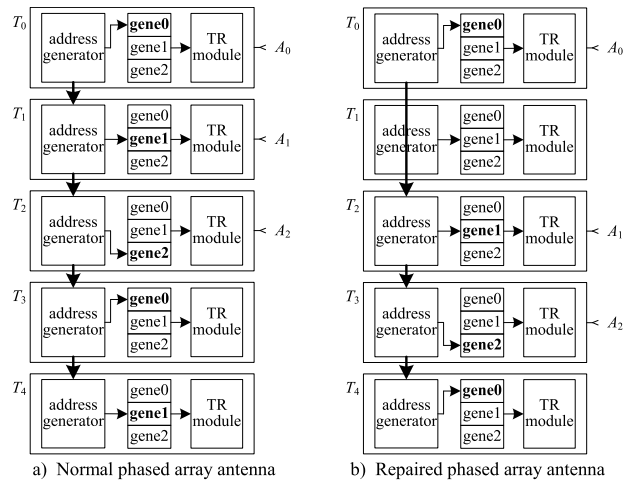 T0
address generator
gene0
gene1
gene2
TR module
A0
T1
address generator
gene0
gene1
gene2
TR module
A1
T2
address generator
gene0
gene1
gene2
TR module
A2
T3
address generator
gene0
gene1
gene2
TR module
T4
address generator
gene0
gene1
gene2
TR module
a) Normal phased array antenna
T0
address generator
gene0
gene1
gene2
TR module
A0
T1
address generator
gene0
gene1
gene2
TR module
T2
address generator
gene0
gene1
gene2
TR module
A1
T3
address generator
gene0
gene1
gene2
TR module
A2
T4
address generator
gene0
gene1
gene2
TR module
b) Repaired phased array antenna